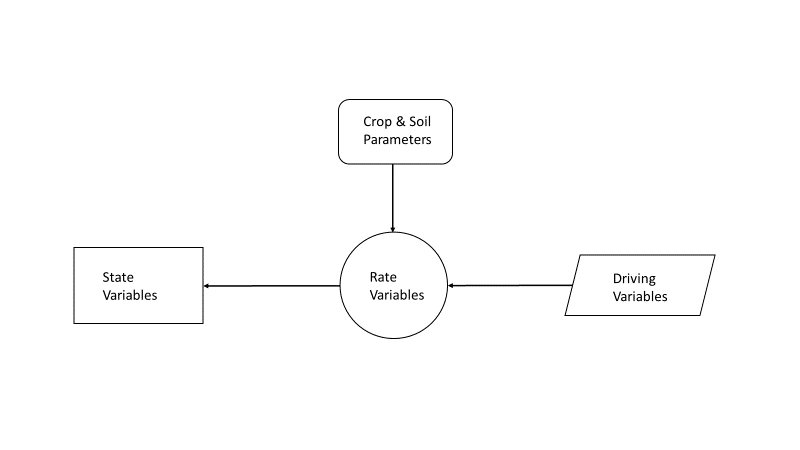 Crop & Soil
Parameters
State
Variables
Rate
Variables
Driving
Variables